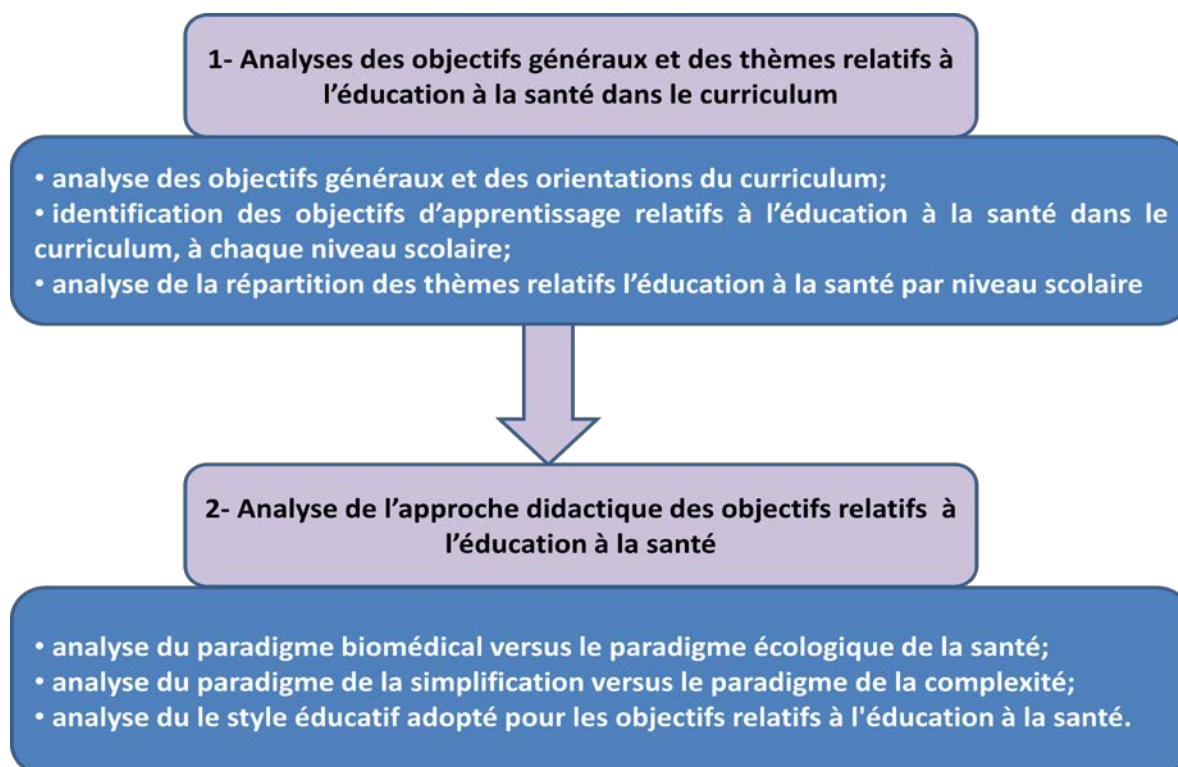 1- Analyses des objectifs généraux et des thèmes relatifs à
l’éducation à la santé dans le curriculum
• analyse des objectifs généraux et des orientations du curriculum;
• identification des objectifs d’apprentissage relatifs à l’éducation à la santé dans le
curriculum, à chaque niveau scolaire;
• analyse de la répartition des thèmes relatifs l’éducation à la santé par niveau scolaire
2- Analyse de l’approche didactique des objectifs relatifs à
l’éducation à la santé
• analyse du paradigme biomédical versus le paradigme écologique de la santé;
• analyse du paradigme de la simplification versus le paradigme de la complexité;
• analyse du le style éducatif adopté pour les objectifs relatifs à l'éducation à la santé.